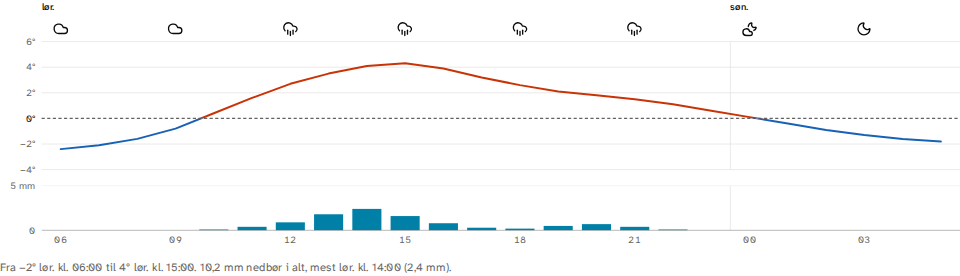 lør. søn.
6°
4°
2°
0°
−2°
−4°
5 mm
0
06 09 12 15 18 21 00 03
Fra −2° lør. kl. 06:00 til 4° lør. kl. 15:00. 10,2 mm nedbør i alt, mest lør. kl. 14:00 (2,4 mm).